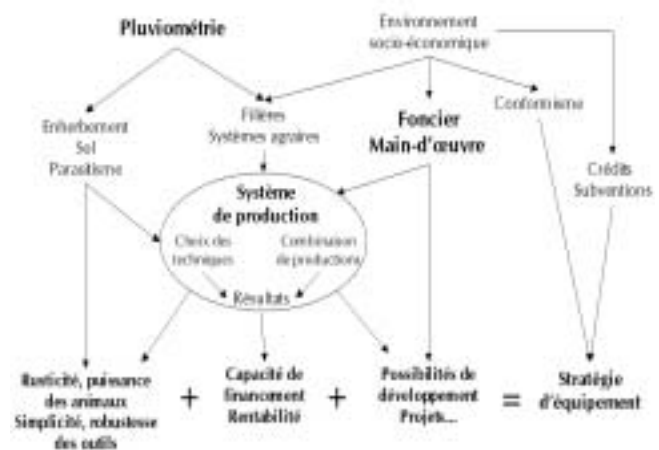 Pluviométrie
Environnement
socio-économique
Enherbement
Sol
Parasitisme
Filières
Systèmes agraires
Foncier
Main-d'œuvre
Conformisme
Crédits
Subventions
Système
de production
Choix des
techniques
Combinaison
de productions
Résultats
Rusticité, puissance
des animaux
Simplicité, robustesse
des outils
+
Capacité de
financement
Rentabilité
+
Possibilités de
développement
Projets...
=
Stratégie
d'équipement